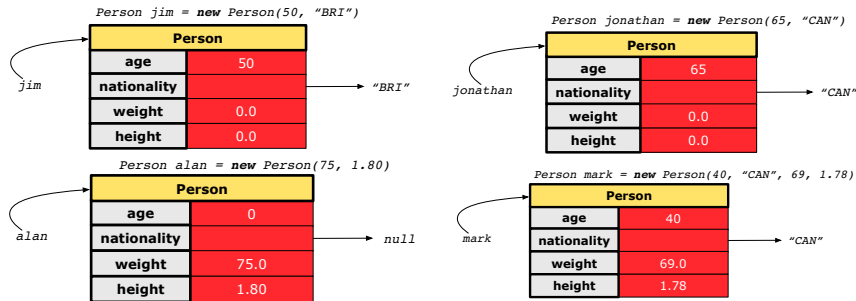 Person jim = new Person(50, “BRI”)
Person
age 50
nationality
weight 0.0
height 0.0
jim
“BRI”
Person jonathan = new Person(65, “CAN”)
Person
age 65
nationality
weight 0.0
height 0.0
jonathan
“CAN”
Person alan = new Person(75, 1.80)
Person
age 0
nationality
weight 75.0
height 1.80
alan
null
Person mark = new Person(40, “CAN”, 69, 1.78)
Person
age 40
nationality
weight 69.0
height 1.78
mark
“CAN”